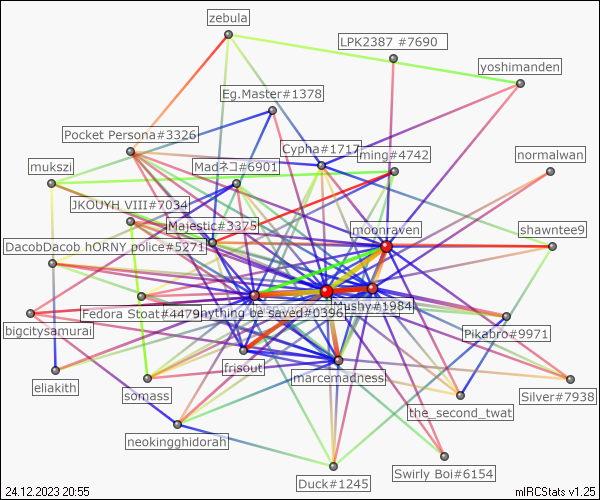 zebula
LPK2387 #7690
yoshimanden
Eg.Master#1378
Pocket Persona#3326
Cypha#1717
ming#4742
normalwan
mukszi
Madネコ#6901
JKOUYH VIII#7034
Majestic#3375
moonraven
shawntee9
DacobDacob hORNY police#5271
Fedora Stoat#4479
anything be saved#0396
Mushy#1984
bigcitysamurai
Pikabro#9971
frisout
marcemadness
eliakith
somass
Silver#7938
the_second_twat
neokingghidorah
Swirly Boi#6154
Duck#1245
24.12.2023 20:55
mIRCStats v1.25